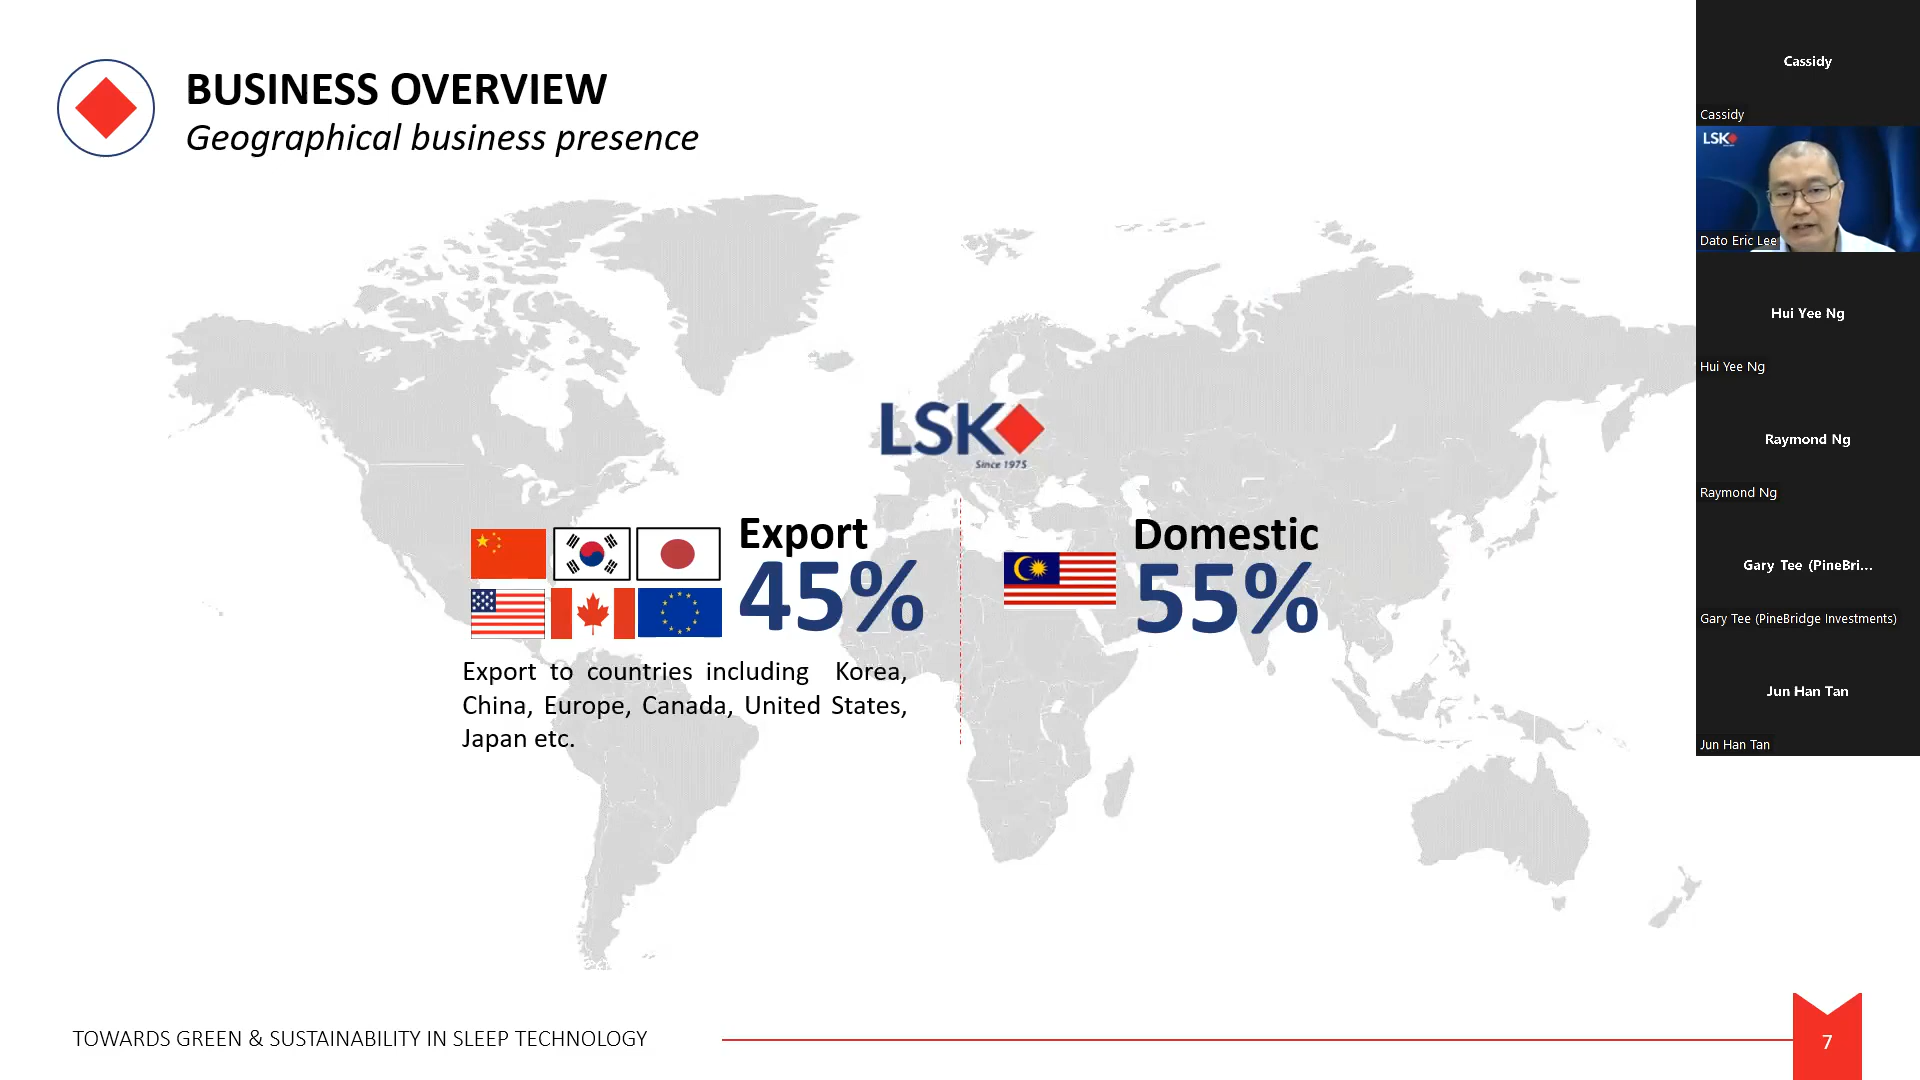 BUSINESS OVERVIEW
Geographical business presence
LSK
Since 1975
Export
45%
Export to countries including Korea,
China, Europe, Canada, United States,
Japan etc.
Domestic
55%
TOWARDS GREEN & SUSTAINABILITY IN SLEEP TECHNOLOGY
7
Cassidy
Cassidy
LSK
Dato Eric Lee
Hui Yee Ng
Hui Yee Ng
Raymond Ng
Raymond Ng
Gary Tee (PineBri...
Gary Tee (PineBridge Investments)
Jun Han Tan
Jun Han Tan